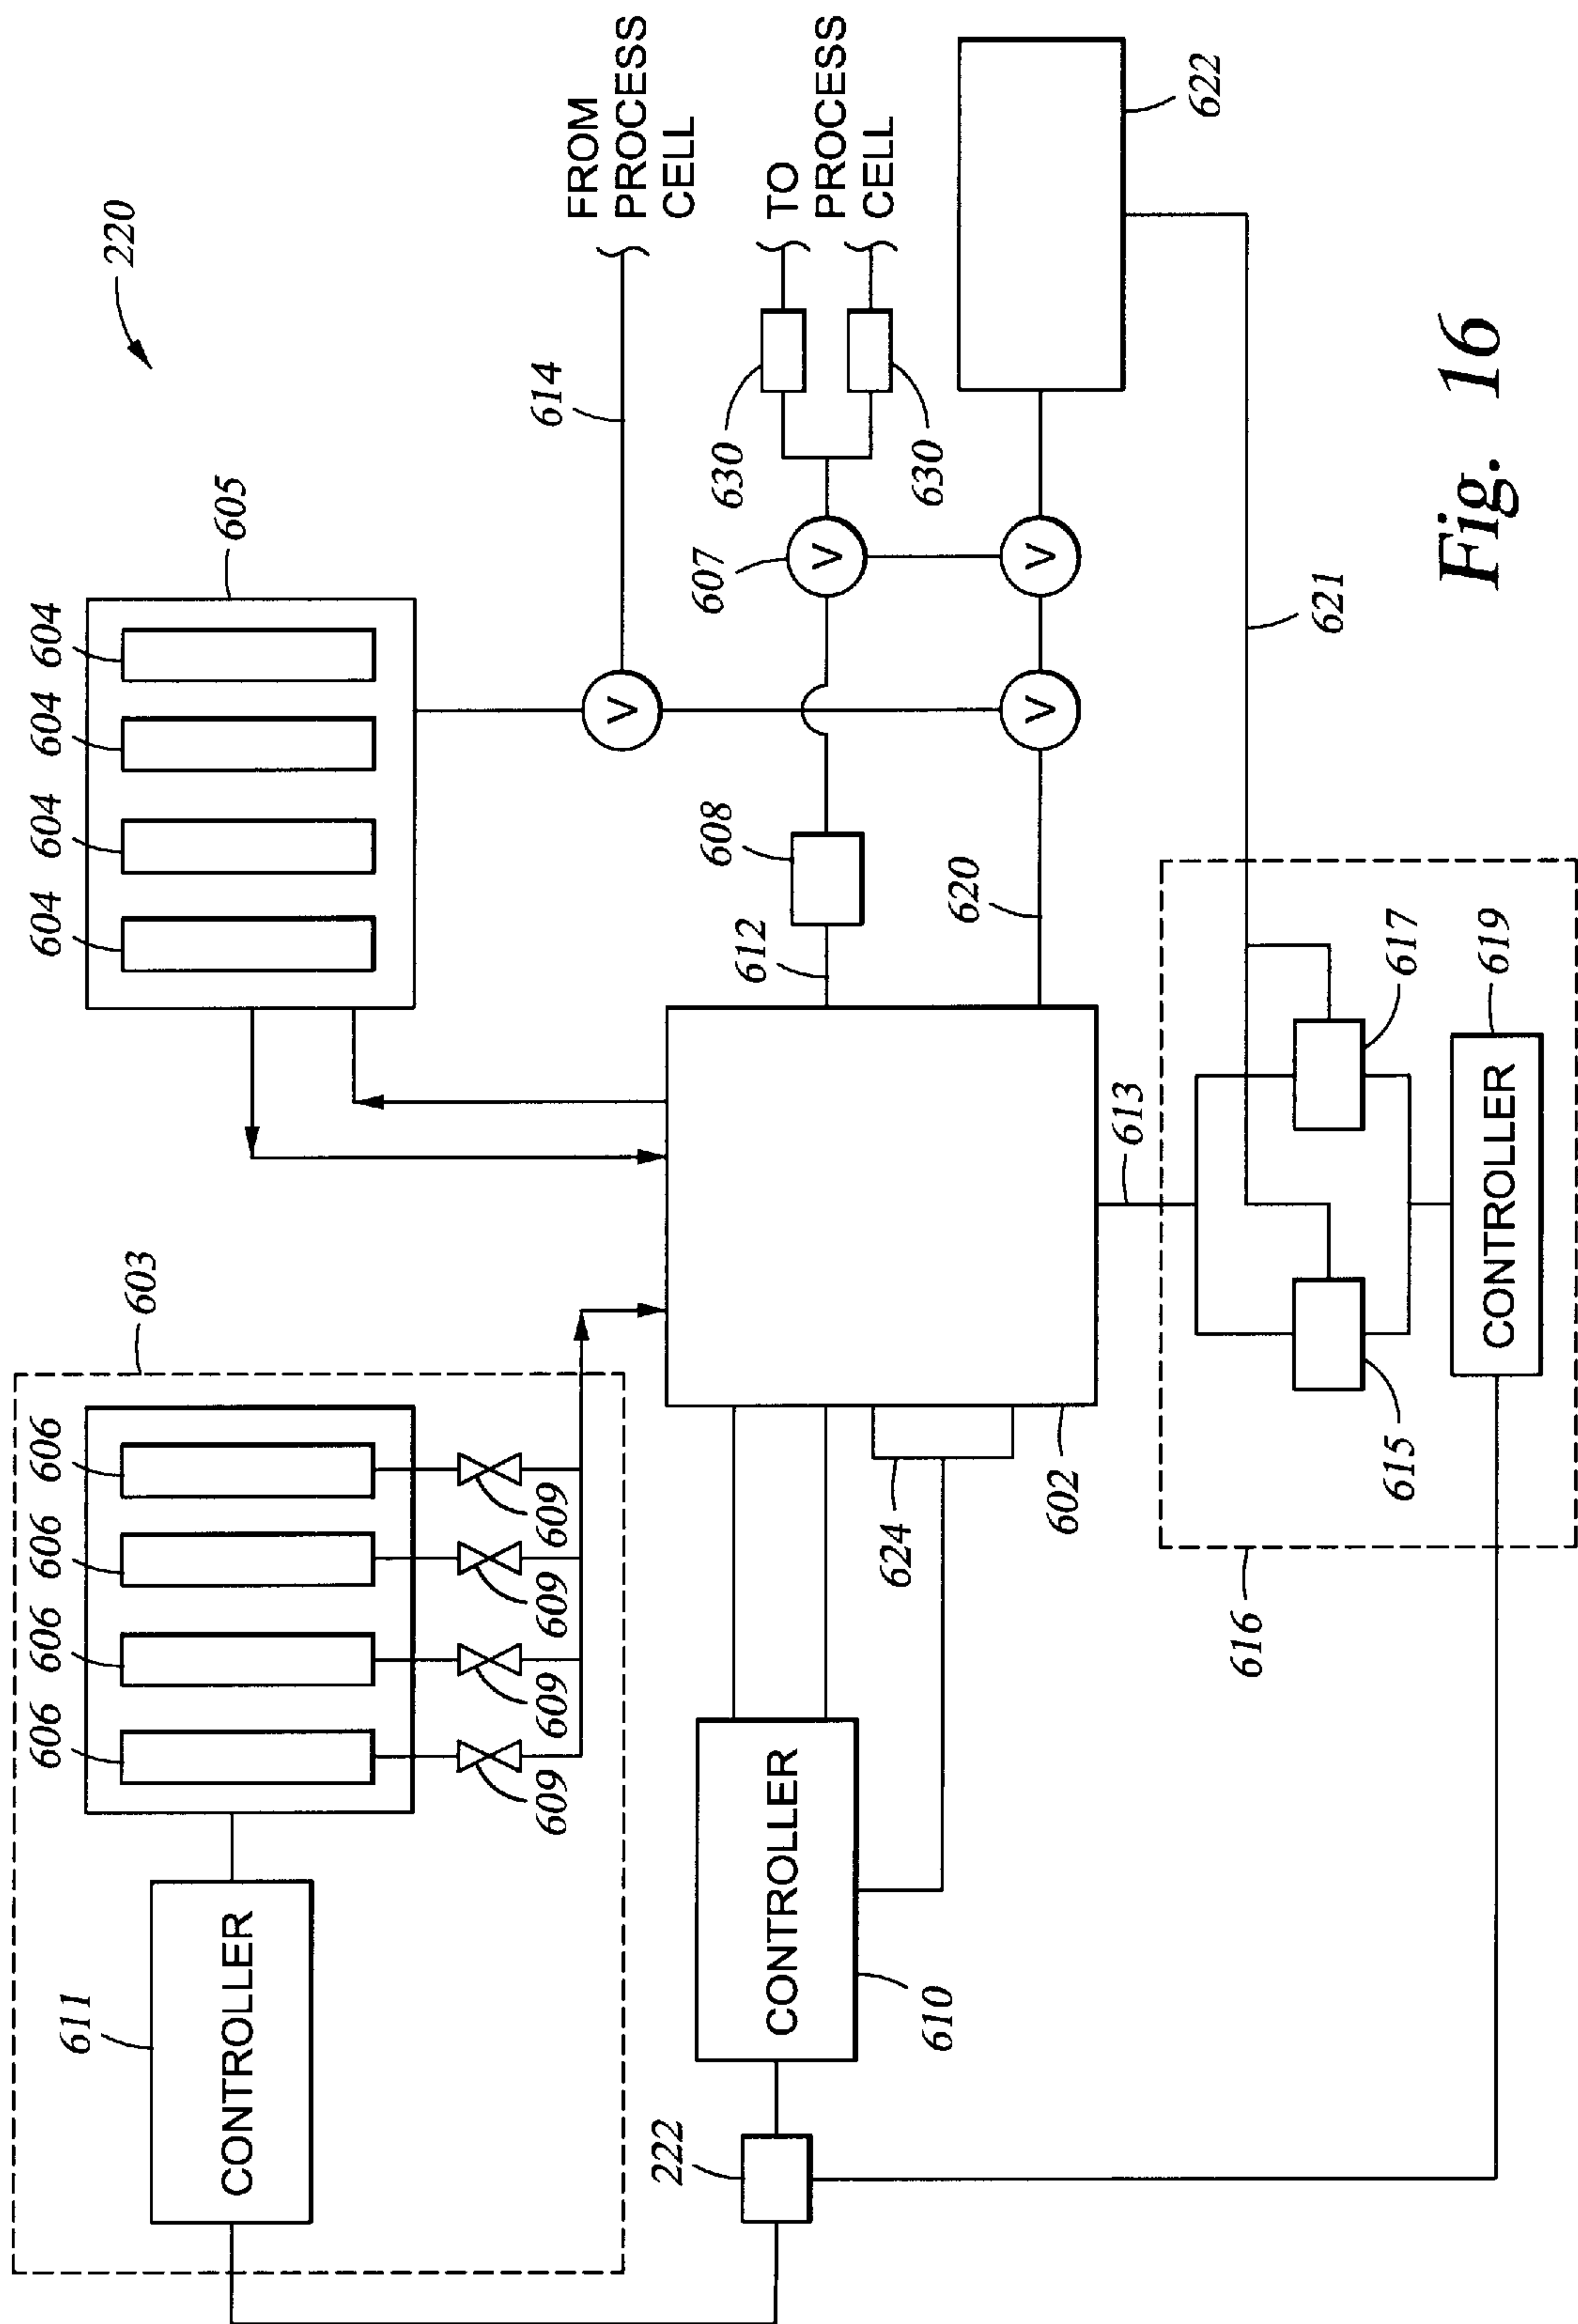 220
603
606
606
606
606
604
604
604
604
605
611
CONTROLLER
609
609
609
609
614
FROM
PROCESS
CELL
630
TO
PROCESS
CELL
630
607
V
V
V
V
608
612
620
622
222
CONTROLLER
610
624
602
613
621
616
615
617
CONTROLLER
619
Fig. 16